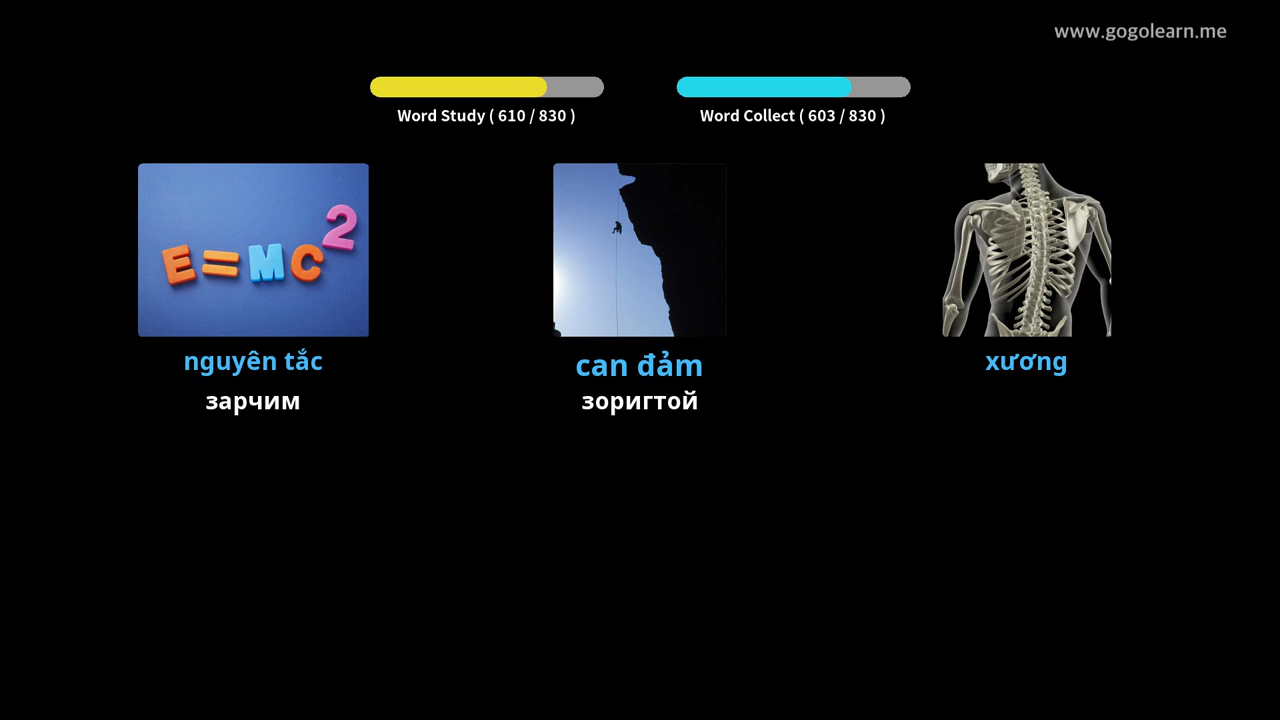 www.gogolearn.me
Word Study ( 610 / 830 )
Word Collect ( 603 / 830 )
E=MC2
nguyên tắc
can đảm
xương
зарчим
зоригтой